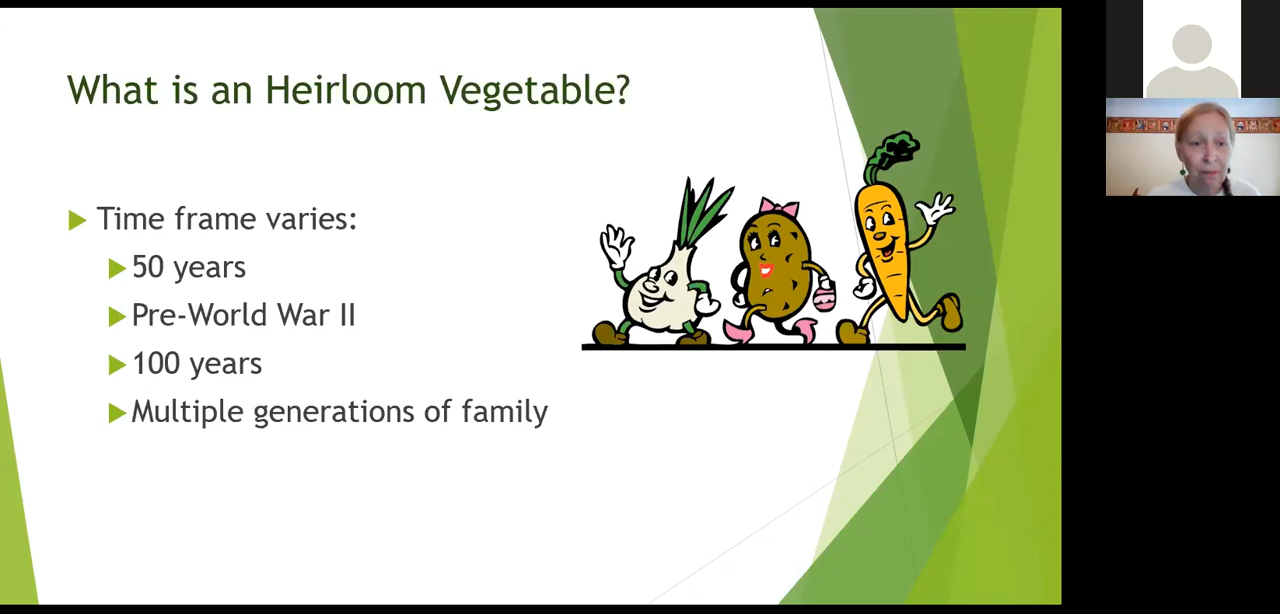 What is an Heirloom Vegetable?
Time frame varies:
50 years
Pre-World War II
100 years
Multiple generations of family